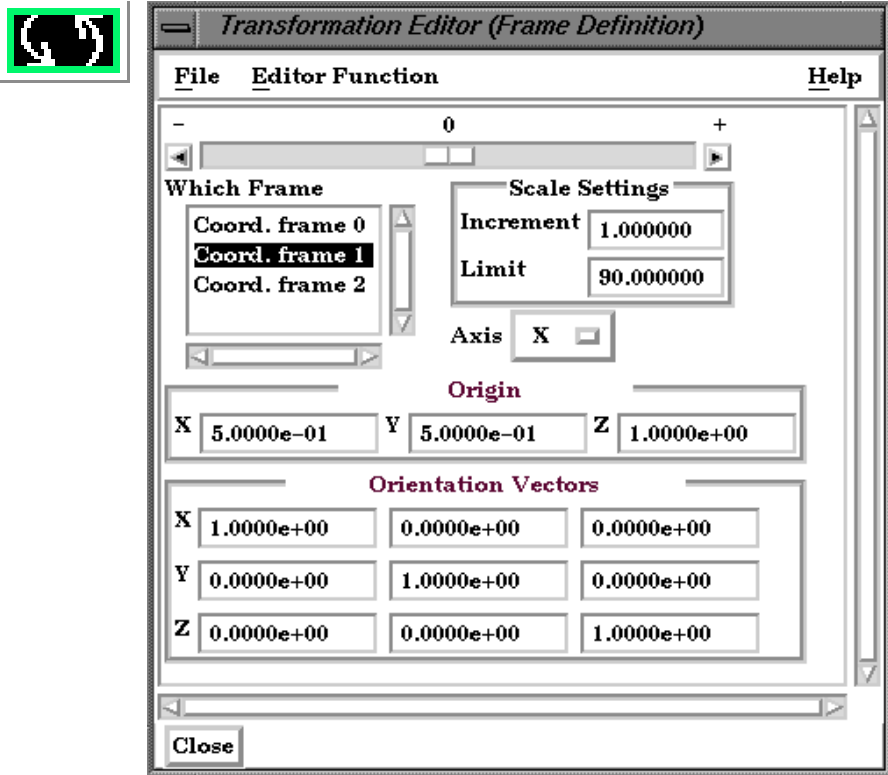 Transformation Editor (Frame Definition)
File Editor Function Help
− 0 +
Which Frame
Coord. frame 0
Coord. frame 1
Coord. frame 2
Scale Settings
Increment 1.000000
Limit 90.000000
Axis X
Origin
X 5.0000e−01 Y 5.0000e−01 Z 1.0000e+00
Orientation Vectors
X 1.0000e+00 0.0000e+00 0.0000e+00
Y 0.0000e+00 1.0000e+00 0.0000e+00
Z 0.0000e+00 0.0000e+00 1.0000e+00
Close